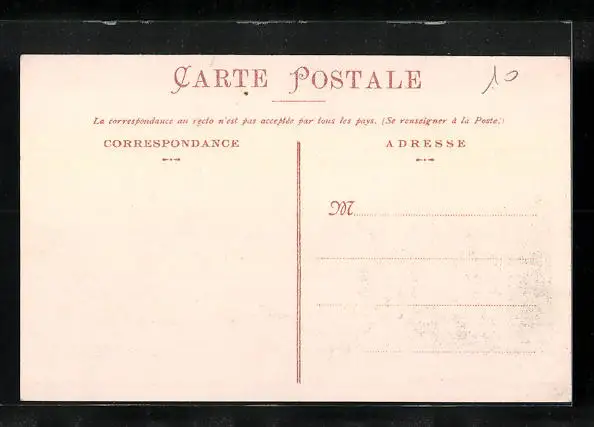 CARTE POSTALE
10
La correspondance au recto n'est pas acceptée par tous les pays. (Se renseigner à la Poste.)
CORRESPONDANCE
ADRESSE
M